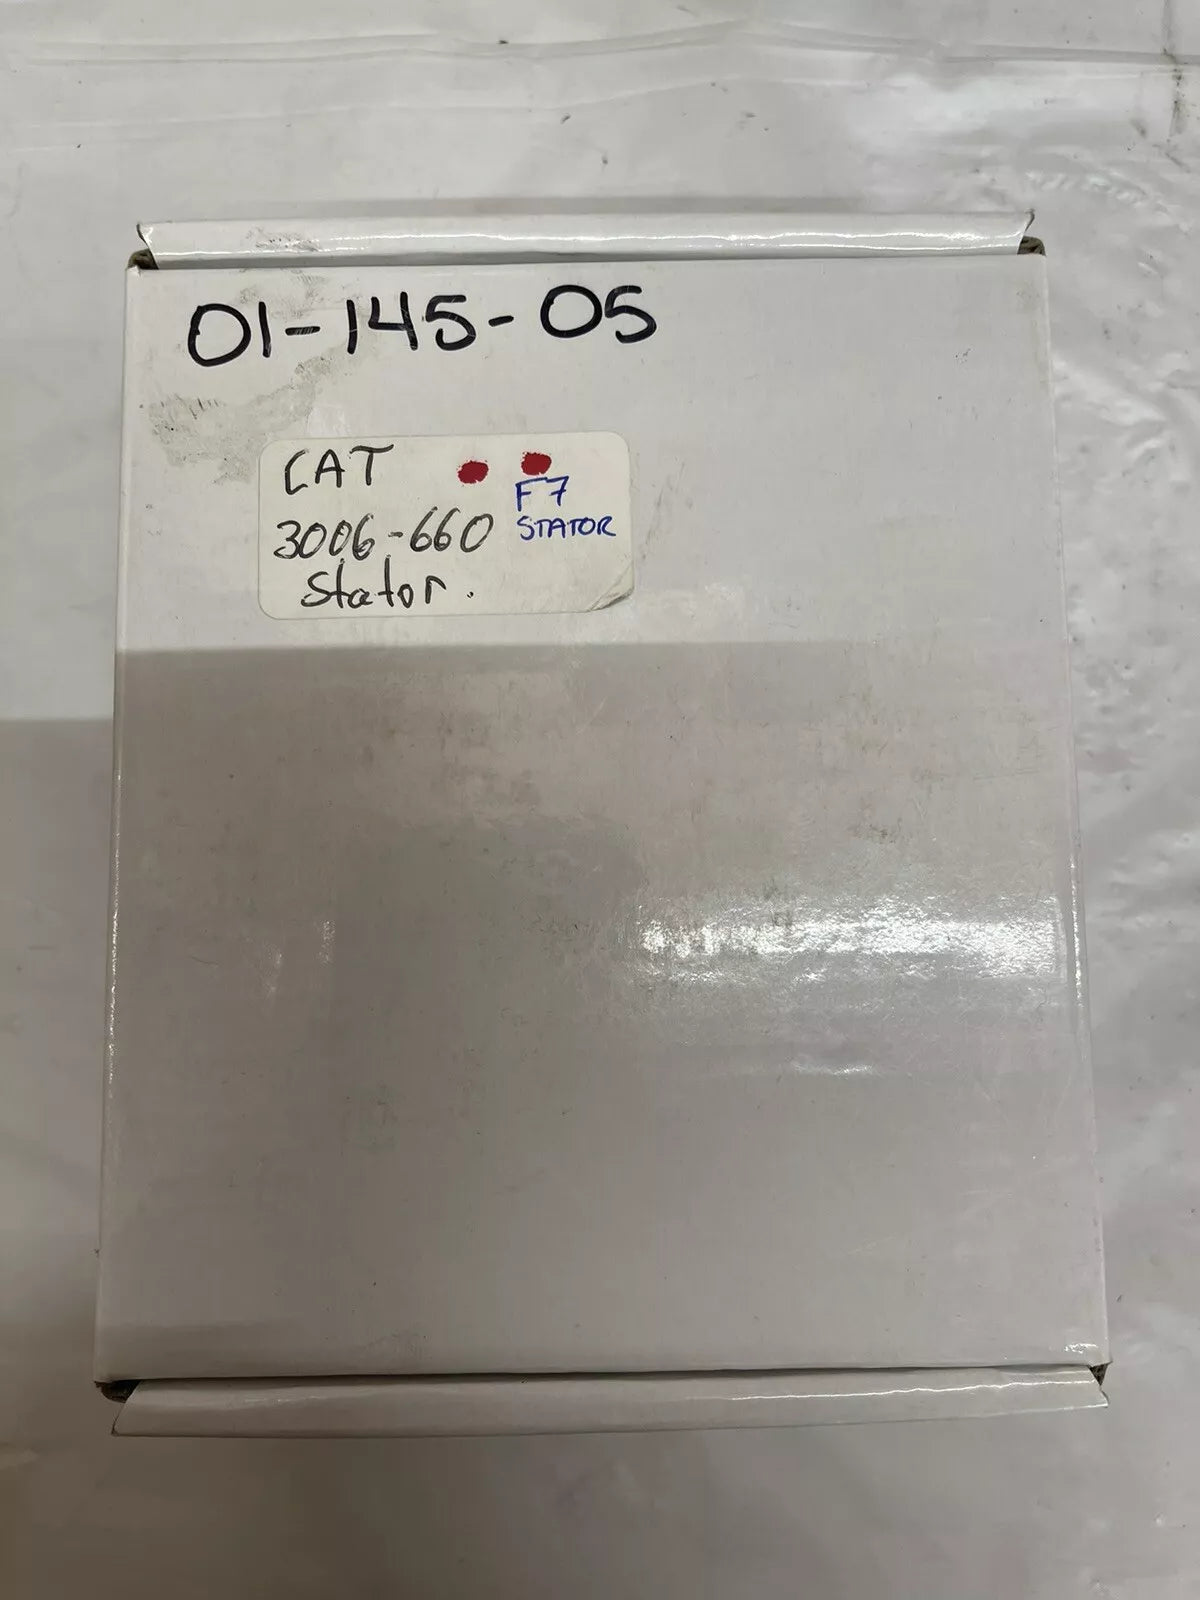 01-145-05
CAT
3006-660
Stator.
F7
STATOR